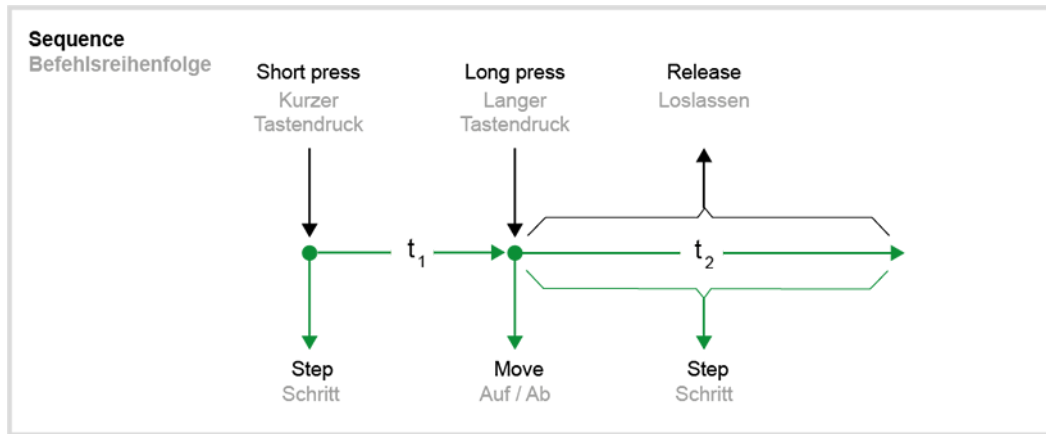 Sequence
Befehlsreihenfolge
Short press
Kurzer
Tastendruck
Long press
Langer
Tastendruck
Release
Loslassen
t1
t2
Step
Schritt
Move
Auf / Ab
Step
Schritt